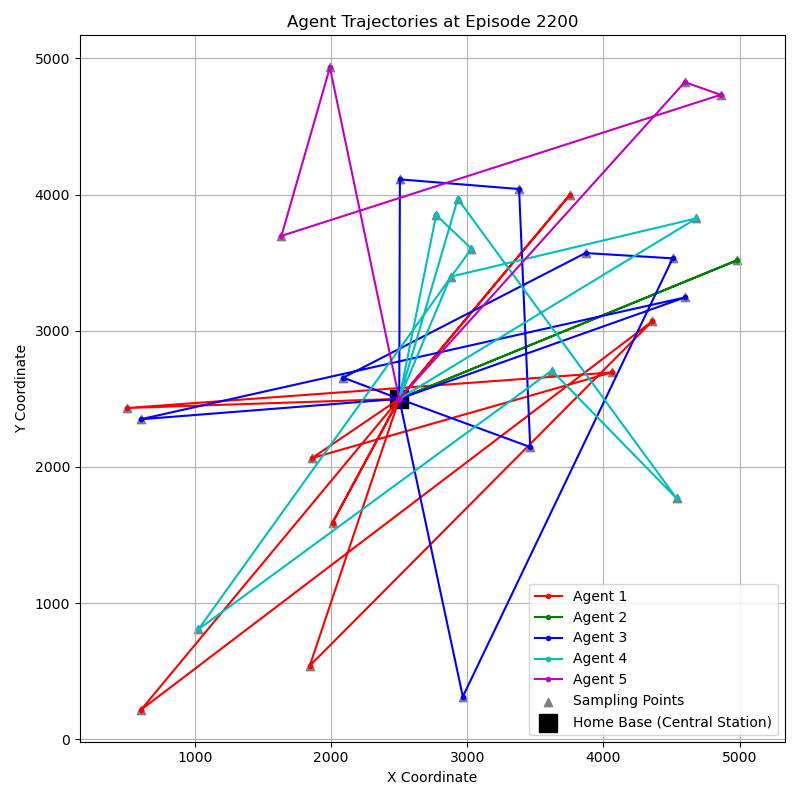 Agent Trajectories at Episode 2200
Y Coordinate
5000
4000
3000
2000
1000
0
1000 2000 3000 4000 5000
X Coordinate
Agent 1
Agent 2
Agent 3
Agent 4
Agent 5
Sampling Points
Home Base (Central Station)